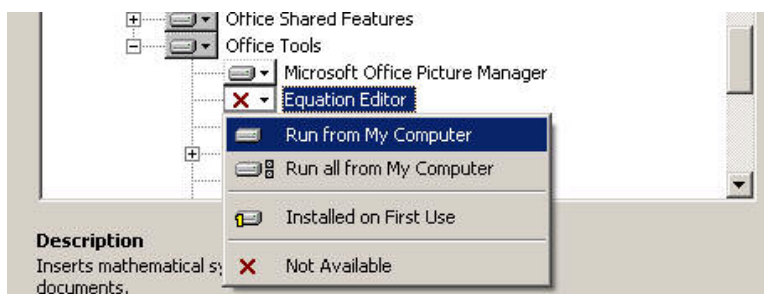 Office Shared Features
Office Tools
Microsoft Office Picture Manager
Equation Editor
Run from My Computer
Run all from My Computer
Installed on First Use
Not Available
Description
Inserts mathematical
documents.